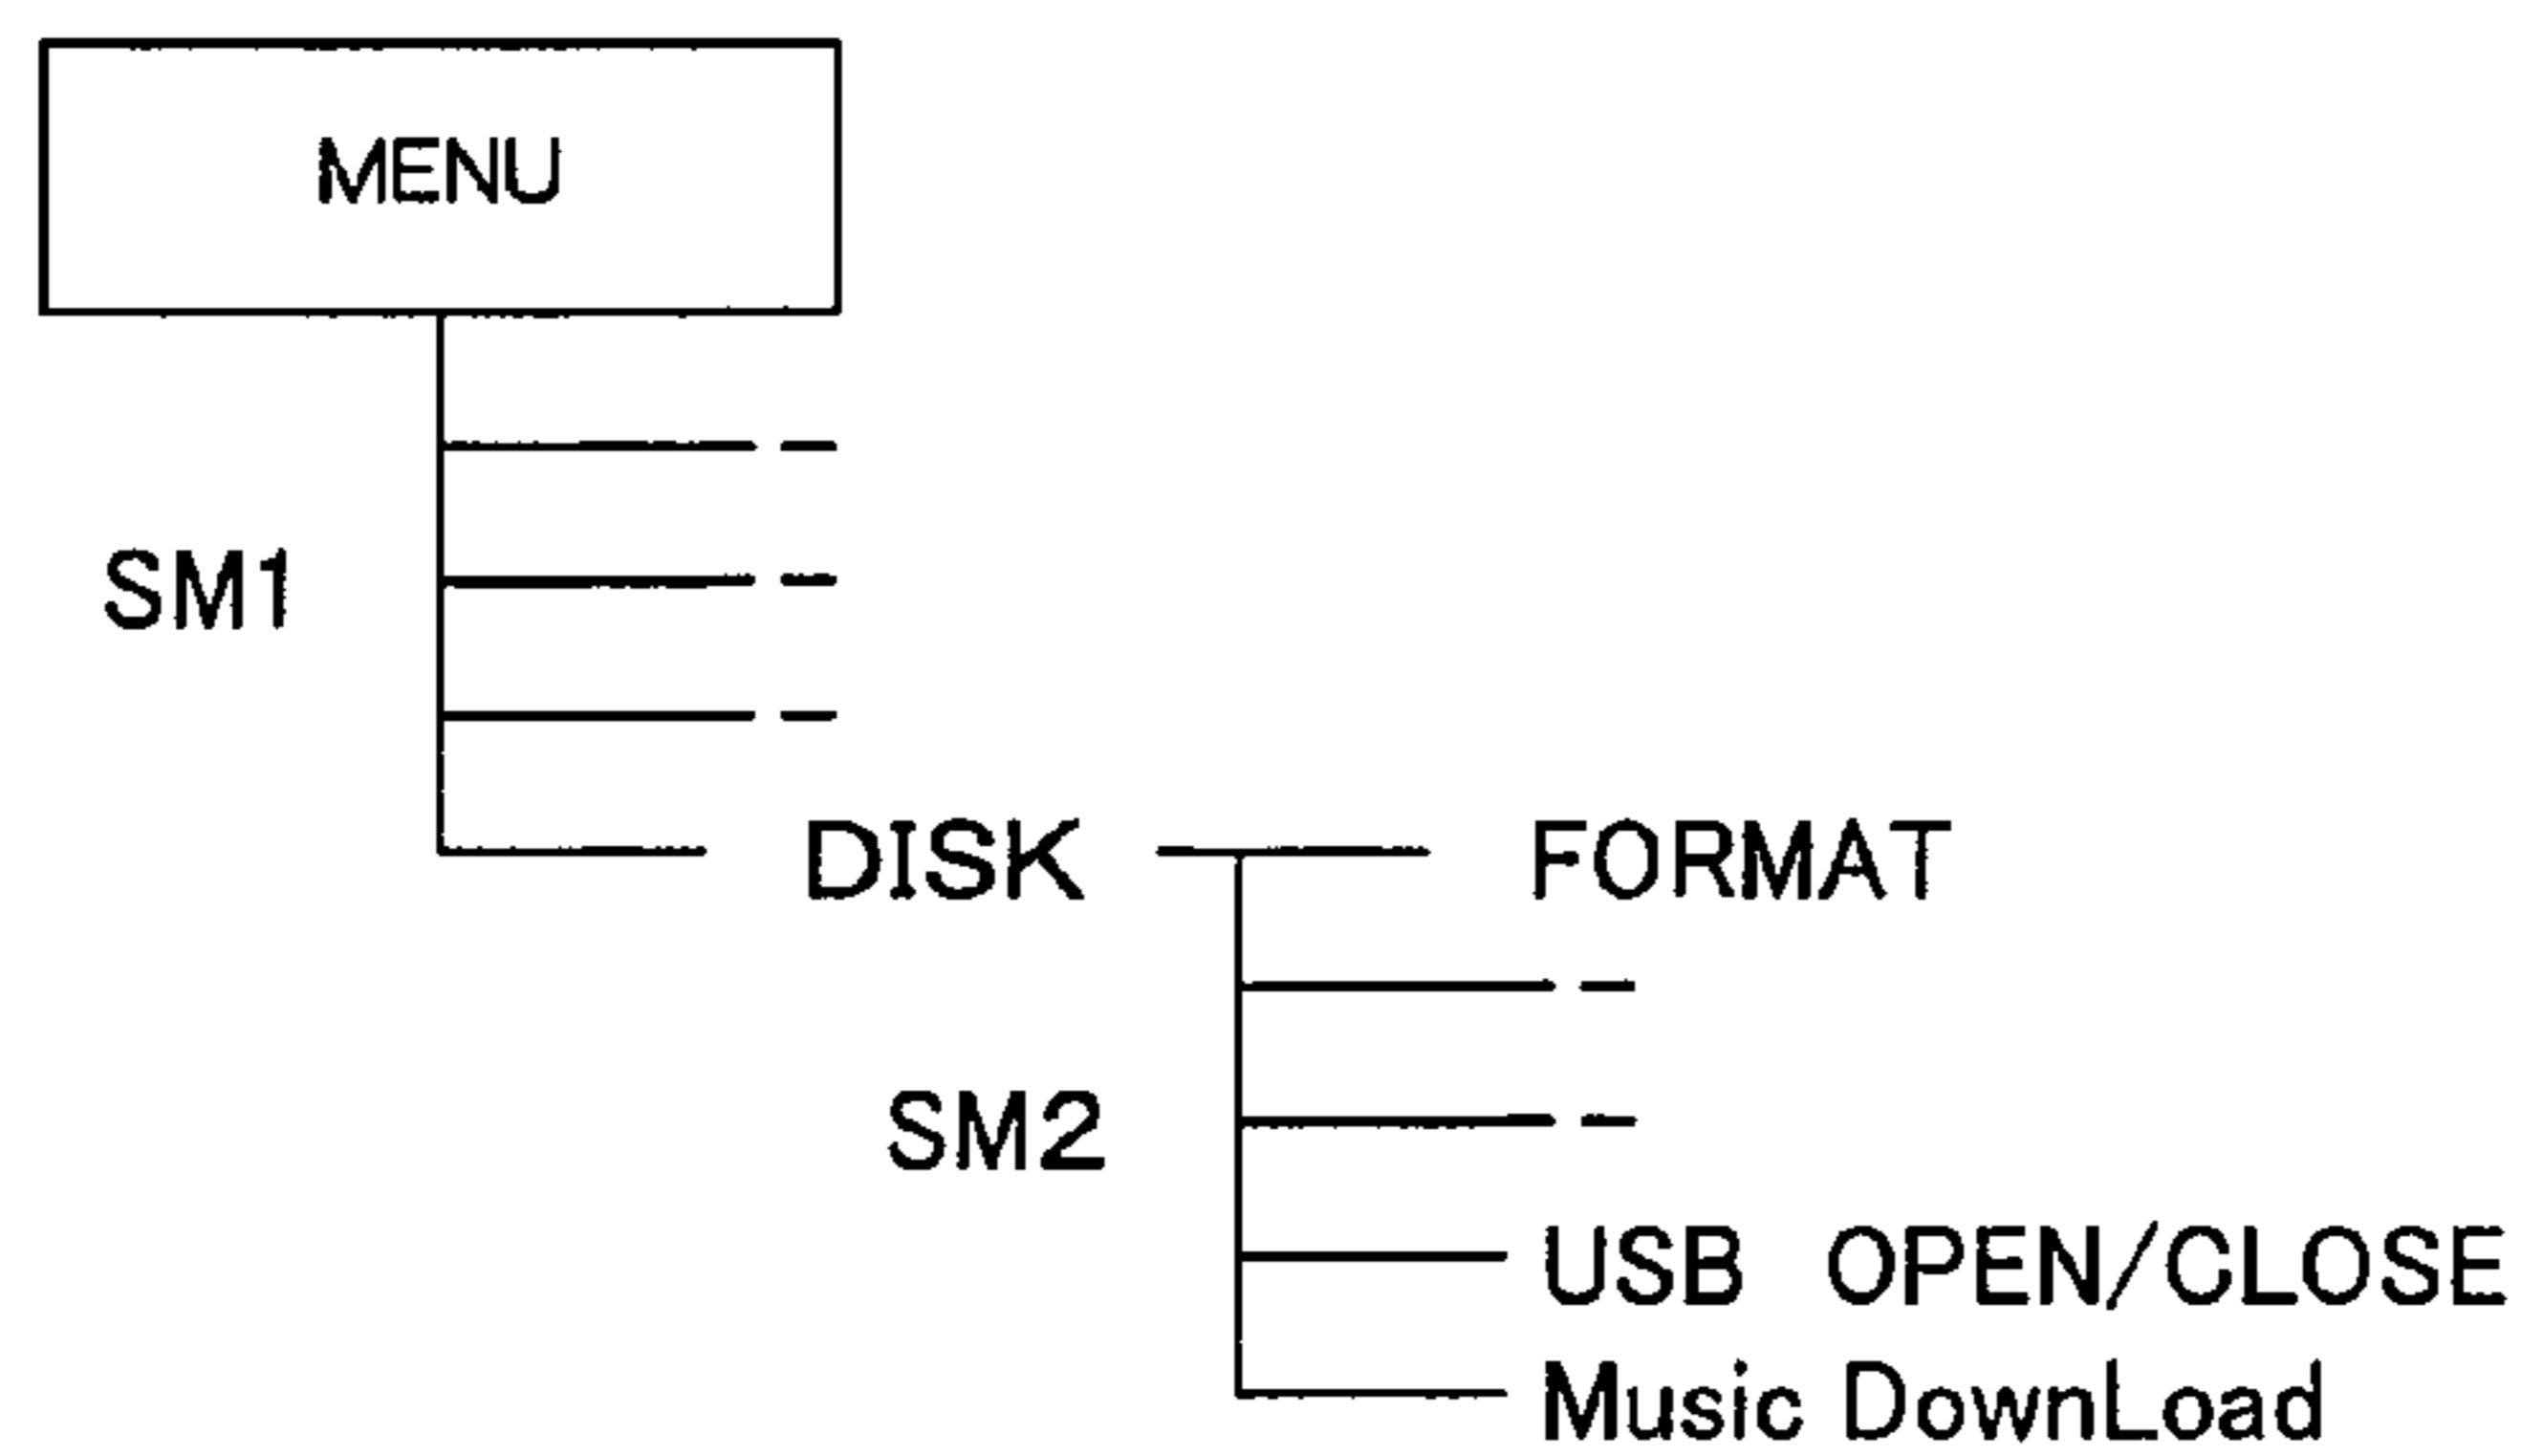 MENU
SM1
DISK FORMAT
SM2
USB OPEN/CLOSE
Music DownLoad